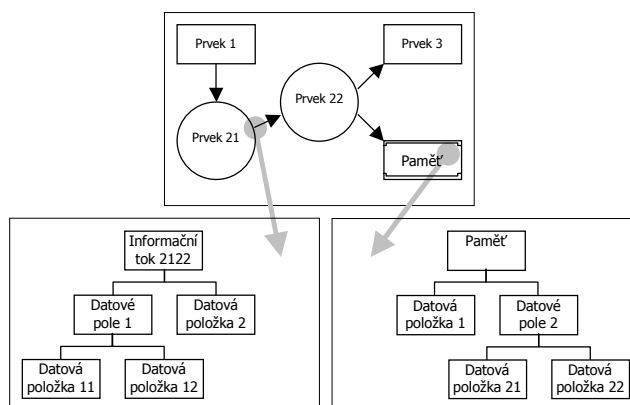 Prvek 1
Prvek 3
Prvek 22
Prvek 21
Paměť
Informační
tok 2122
Datové
pole 1
Datová
položka 2
Datová
položka 11
Datová
položka 12
Paměť
Datová
položka 1
Datové
pole 2
Datová
položka 21
Datová
položka 22